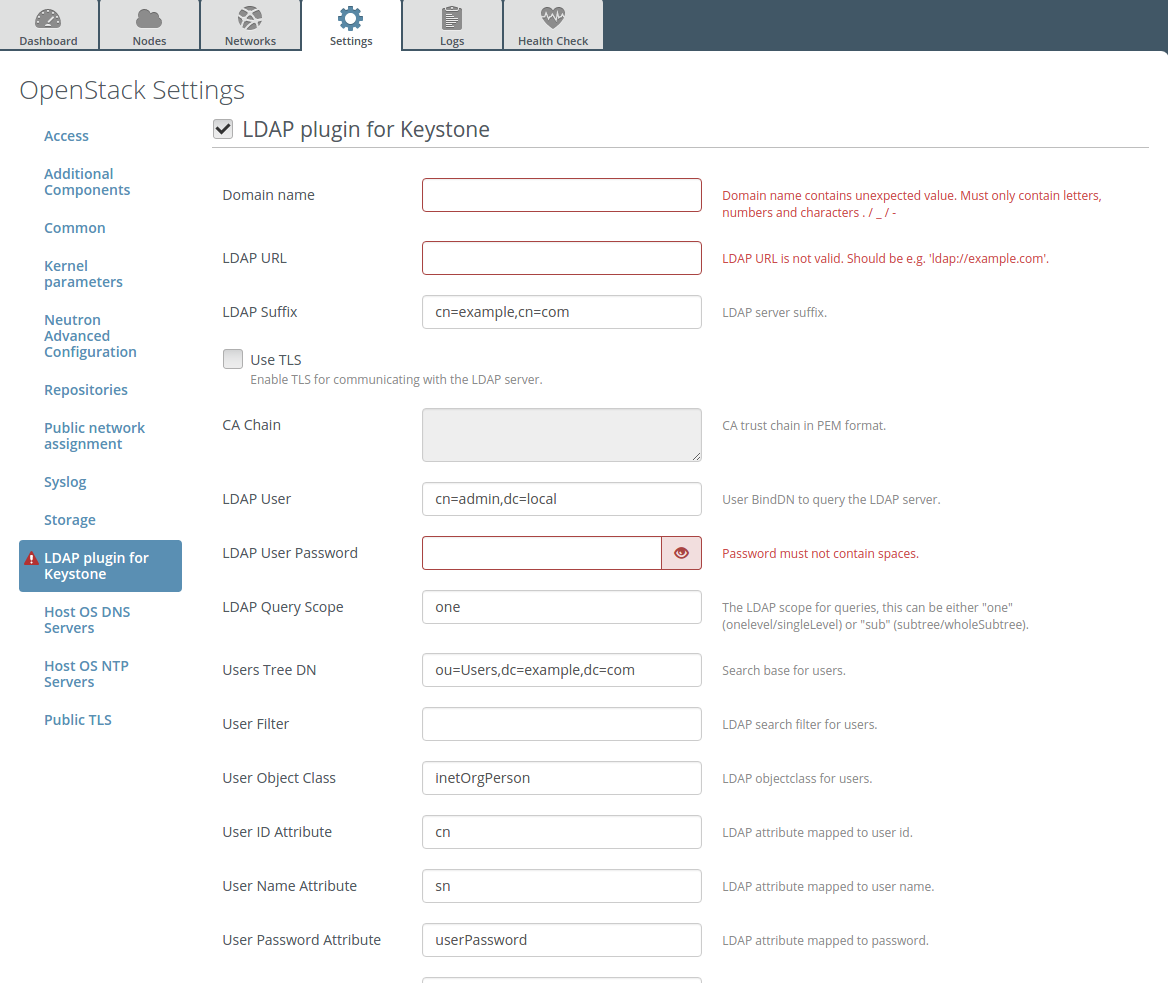 Dashboard
Nodes
Networks
Settings
Logs
Health Check
OpenStack Settings
Access
Additional
Components
Common
Kernel
parameters
Neutron
Advanced
Configuration
Repositories
Public network
assignment
Syslog
Storage
LDAP plugin for
Keystone
Host OS DNS
Servers
Host OS NTP
Servers
Public TLS
LDAP plugin for Keystone
Domain name
Domain name contains unexpected value. Must only contain letters,
numbers and characters . / _ / -
LDAP URL
LDAP URL is not valid. Should be e.g. 'ldap://example.com'.
LDAP Suffix
cn=example,cn=com
LDAP server suffix.
Use TLS
Enable TLS for communicating with the LDAP server.
CA Chain
CA trust chain in PEM format.
LDAP User
cn=admin,dc=local
User BindDN to query the LDAP server.
LDAP User Password
Password must not contain spaces.
LDAP Query Scope
one
The LDAP scope for queries, this can be either "one"
(onelevel/singleLevel) or "sub" (subtree/wholeSubtree).
Users Tree DN
ou=Users,dc=example,dc=com
Search base for users.
User Filter
LDAP search filter for users.
User Object Class
inetOrgPerson
LDAP objectclass for users.
User ID Attribute
cn
LDAP attribute mapped to user id.
User Name Attribute
sn
LDAP attribute mapped to user name.
User Password Attribute
userPassword
LDAP attribute mapped to password.